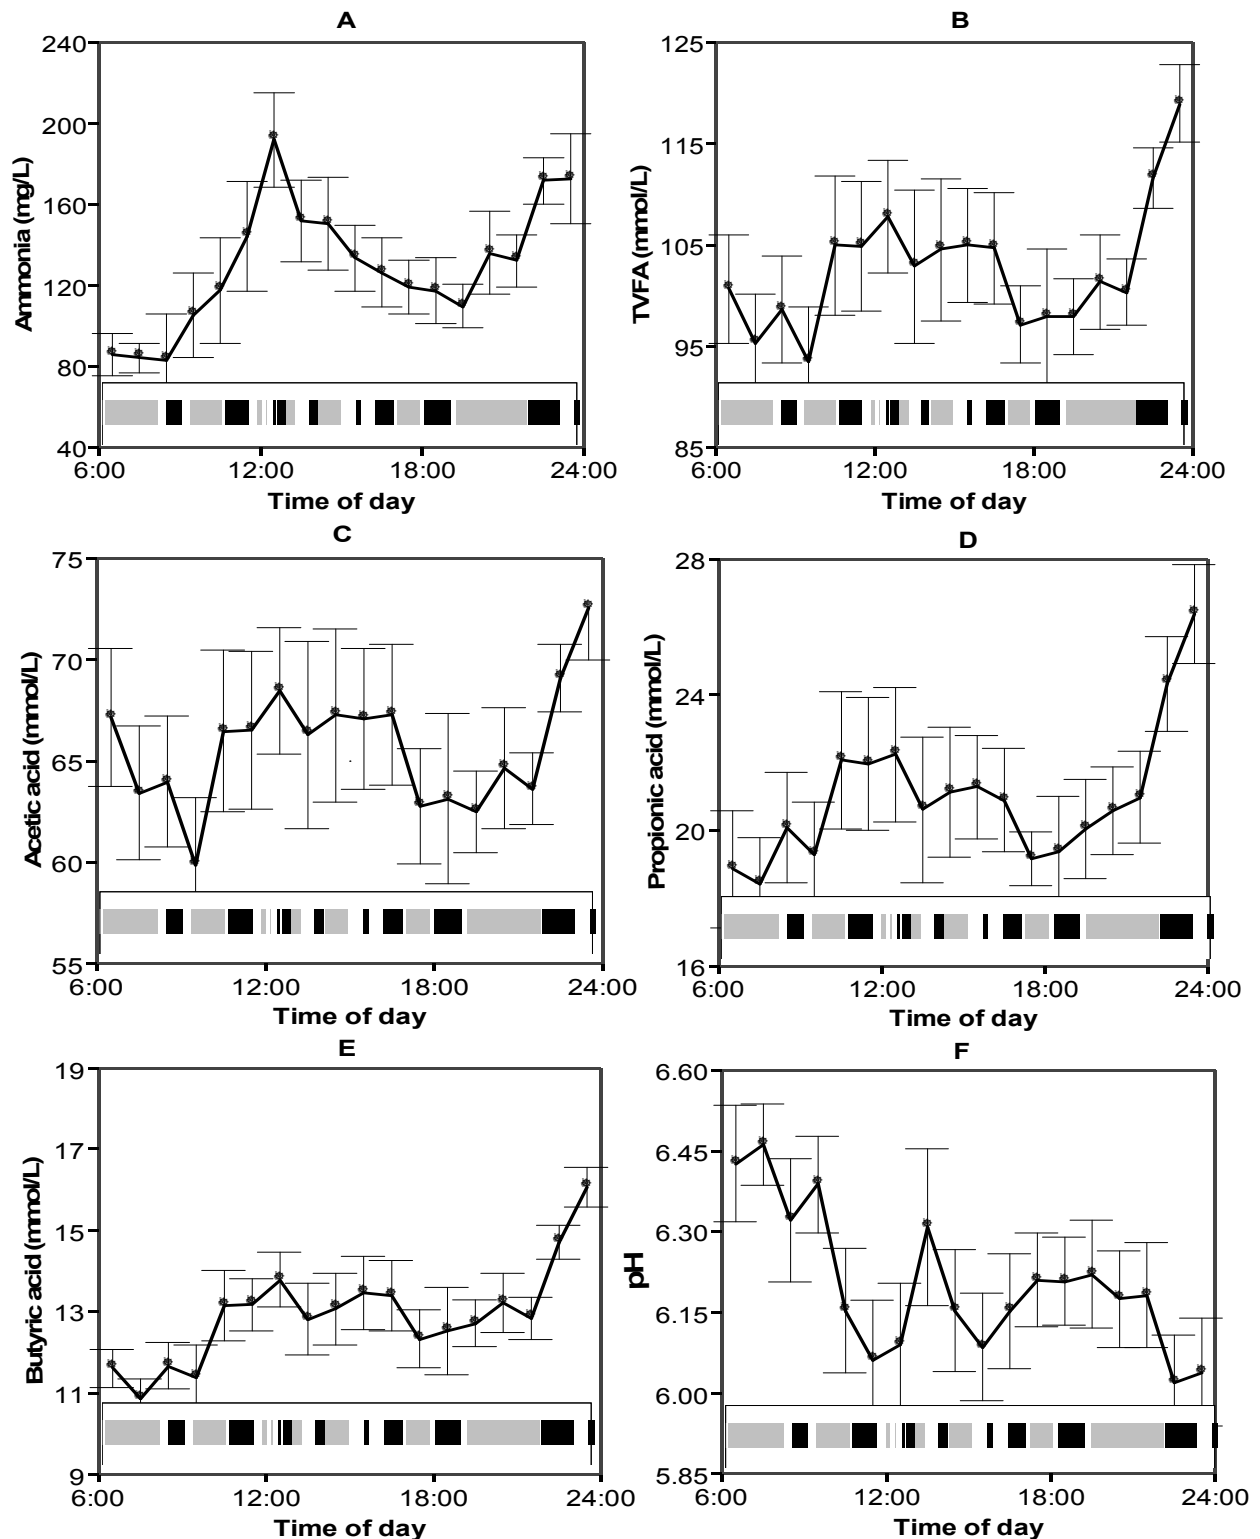 A
Ammonia (mg/L)
240
200
160
120
80
40
6:00 12:00 18:00 24:00
Time of day
B
TVFA (mmol/L)
125
115
105
95
85
6:00 12:00 18:00 24:00
Time of day
C
Acetic acid (mmol/L)
75
70
65
60
55
6:00 12:00 18:00 24:00
Time of day
D
Propionic acid (mmol/L)
28
24
20
16
6:00 12:00 18:00 24:00
Time of day
E
Butyric acid (mmol/L)
19
17
15
13
11
9
6:00 12:00 18:00 24:00
Time of day
F
pH
6.60
6.45
6.30
6.15
6.00
5.85
6:00 12:00 18:00 24:00
Time of day